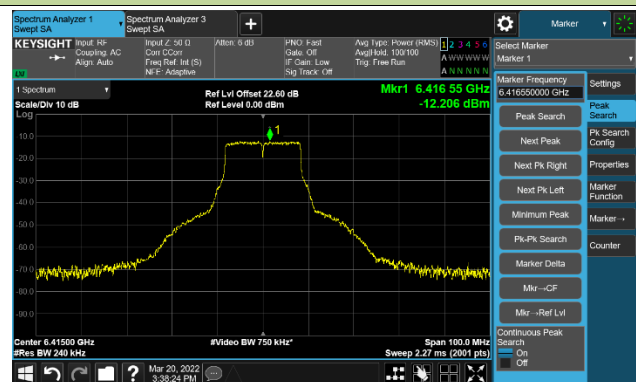 Spectrum Analyzer 1
Swept SA
Spectrum Analyzer 3
Swept SA
+
Marker
KEYSIGHT
Input: RF
Coupling: AC
Align: Auto
Input Z: 50 Ω
Corr CCorr
Freq Ref: Int (S)
NFE: Adaptive
Atten: 6 dB
PNO: Fast
Gate: Off
IF Gain: Low
Sig Track: Off
Avg Type: Power (RMS)
Avg|Hold: 100/100
Trig: Free Run
1 2 3 4 5 6
A W W W W W
A N N N N N
LU
Select Marker
Marker 1
1 Spectrum
Scale/Div 10 dB
Log
Ref Lvl Offset 22.60 dB
Ref Level 0.00 dBm
Mkr1 6.416 55 GHz
-12.206 dBm
1
-10.0
-20.0
-30.0
-40.0
-50.0
-60.0
-70.0
-80.0
-90.0
Center 6.41500 GHz
#Res BW 240 kHz
#Video BW 750 kHz*
Span 100.0 MHz
Sweep 2.27 ms (2001 pts)
Marker Frequency
6.416550000 GHz
Peak Search
Next Peak
Next Pk Right
Next Pk Left
Minimum Peak
Pk-Pk Search
Marker Delta
Mkr→CF
Mkr→Ref Lvl
Continuous Peak
Search
On
Off
Settings
Peak
Search
Pk Search
Config
Properties
Marker
Function
Marker→
Counter
?
Mar 20, 2022
3:38:24 PM